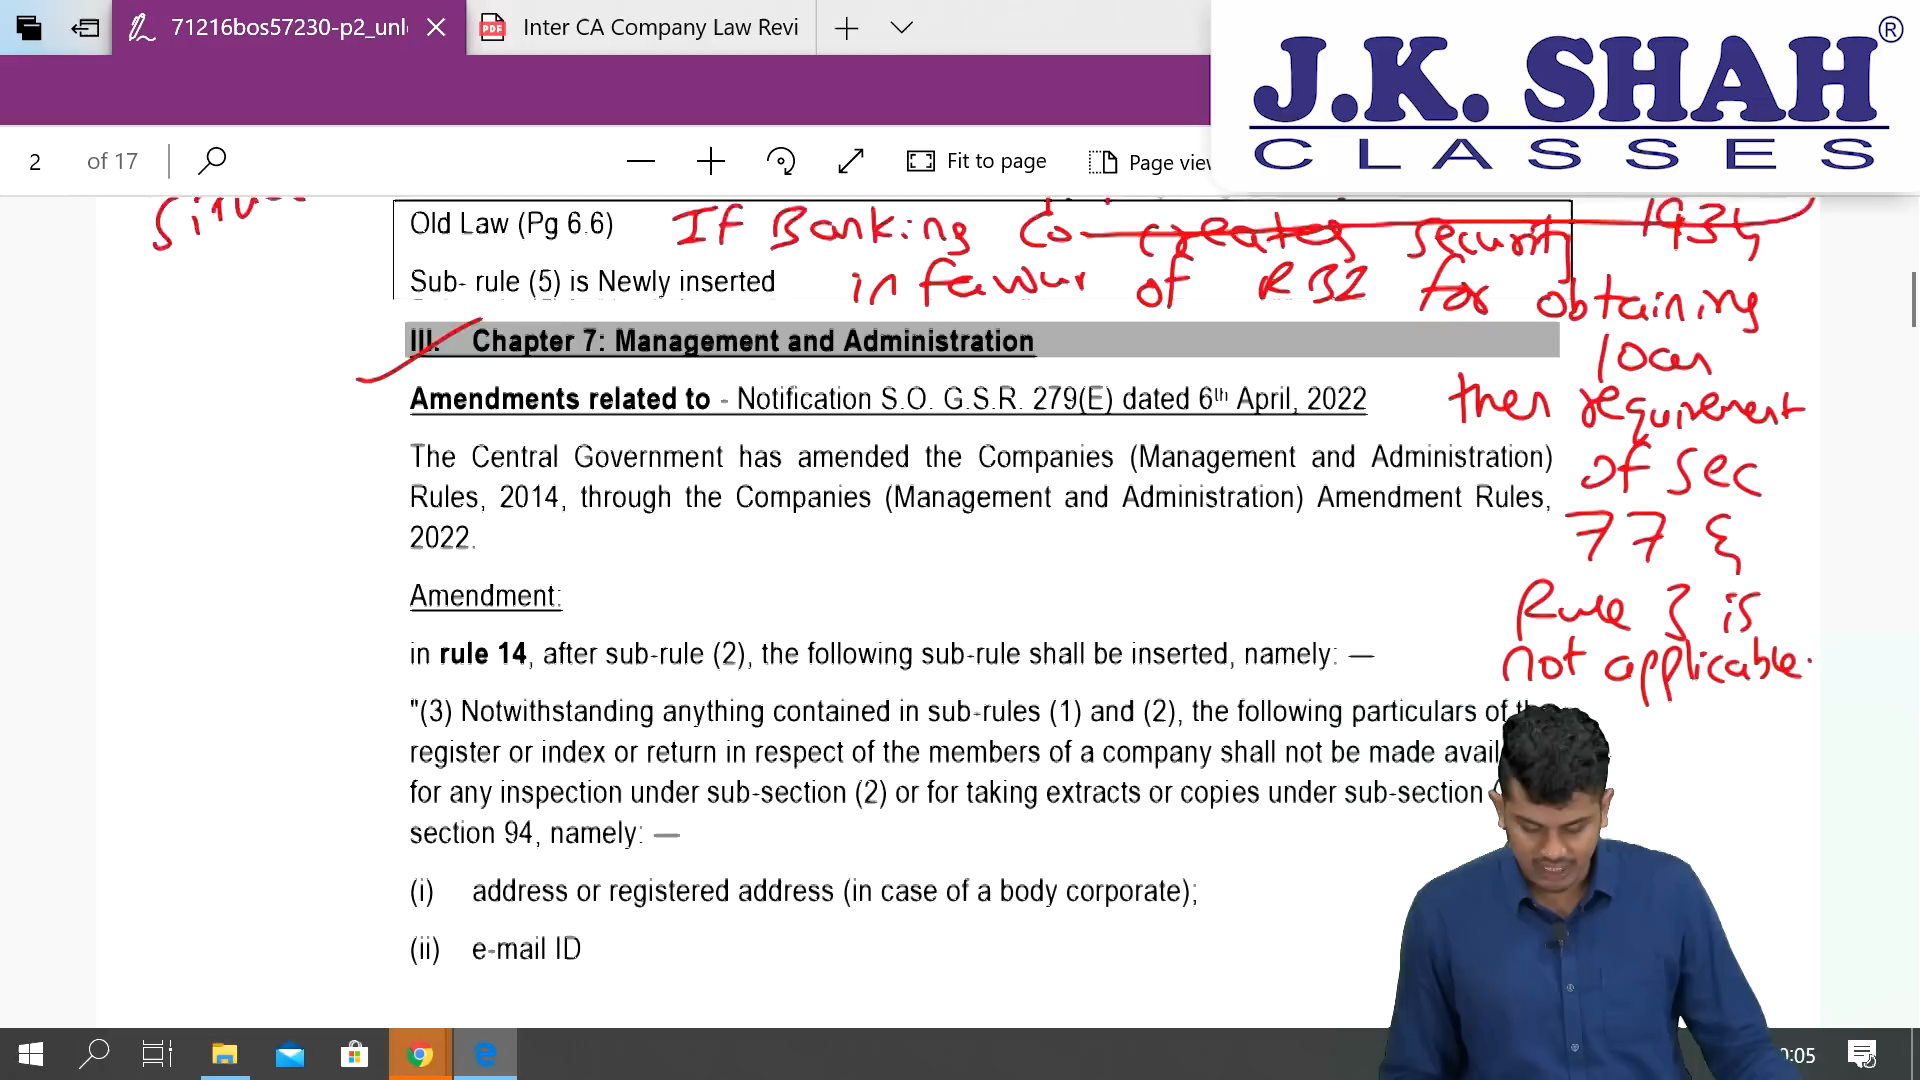 71216bos57230-p2_unl
Inter CA Company Law Revi
J.K. SHAH ®
CLASSES
2 of 17
Fit to page
Page view
Old Law (Pg 6.6)
If Banking Co creates security
1934
Sub- rule (5) is Newly inserted
in favour of RBI for obtaining
loan
then requirement
of sec
77 &
Rule 3 is
not applicable.
III. Chapter 7: Management and Administration
Amendments related to - Notification S.O. G.S.R. 279(E) dated 6th April, 2022
The Central Government has amended the Companies (Management and Administration)
Rules, 2014, through the Companies (Management and Administration) Amendment Rules,
2022.
Amendment:
in rule 14, after sub-rule (2), the following sub-rule shall be inserted, namely: —
"(3) Notwithstanding anything contained in sub-rules (1) and (2), the following particulars of
register or index or return in respect of the members of a company shall not be made avail
for any inspection under sub-section (2) or for taking extracts or copies under sub-section
section 94, namely: —
(i) address or registered address (in case of a body corporate);
(ii) e-mail ID
:05